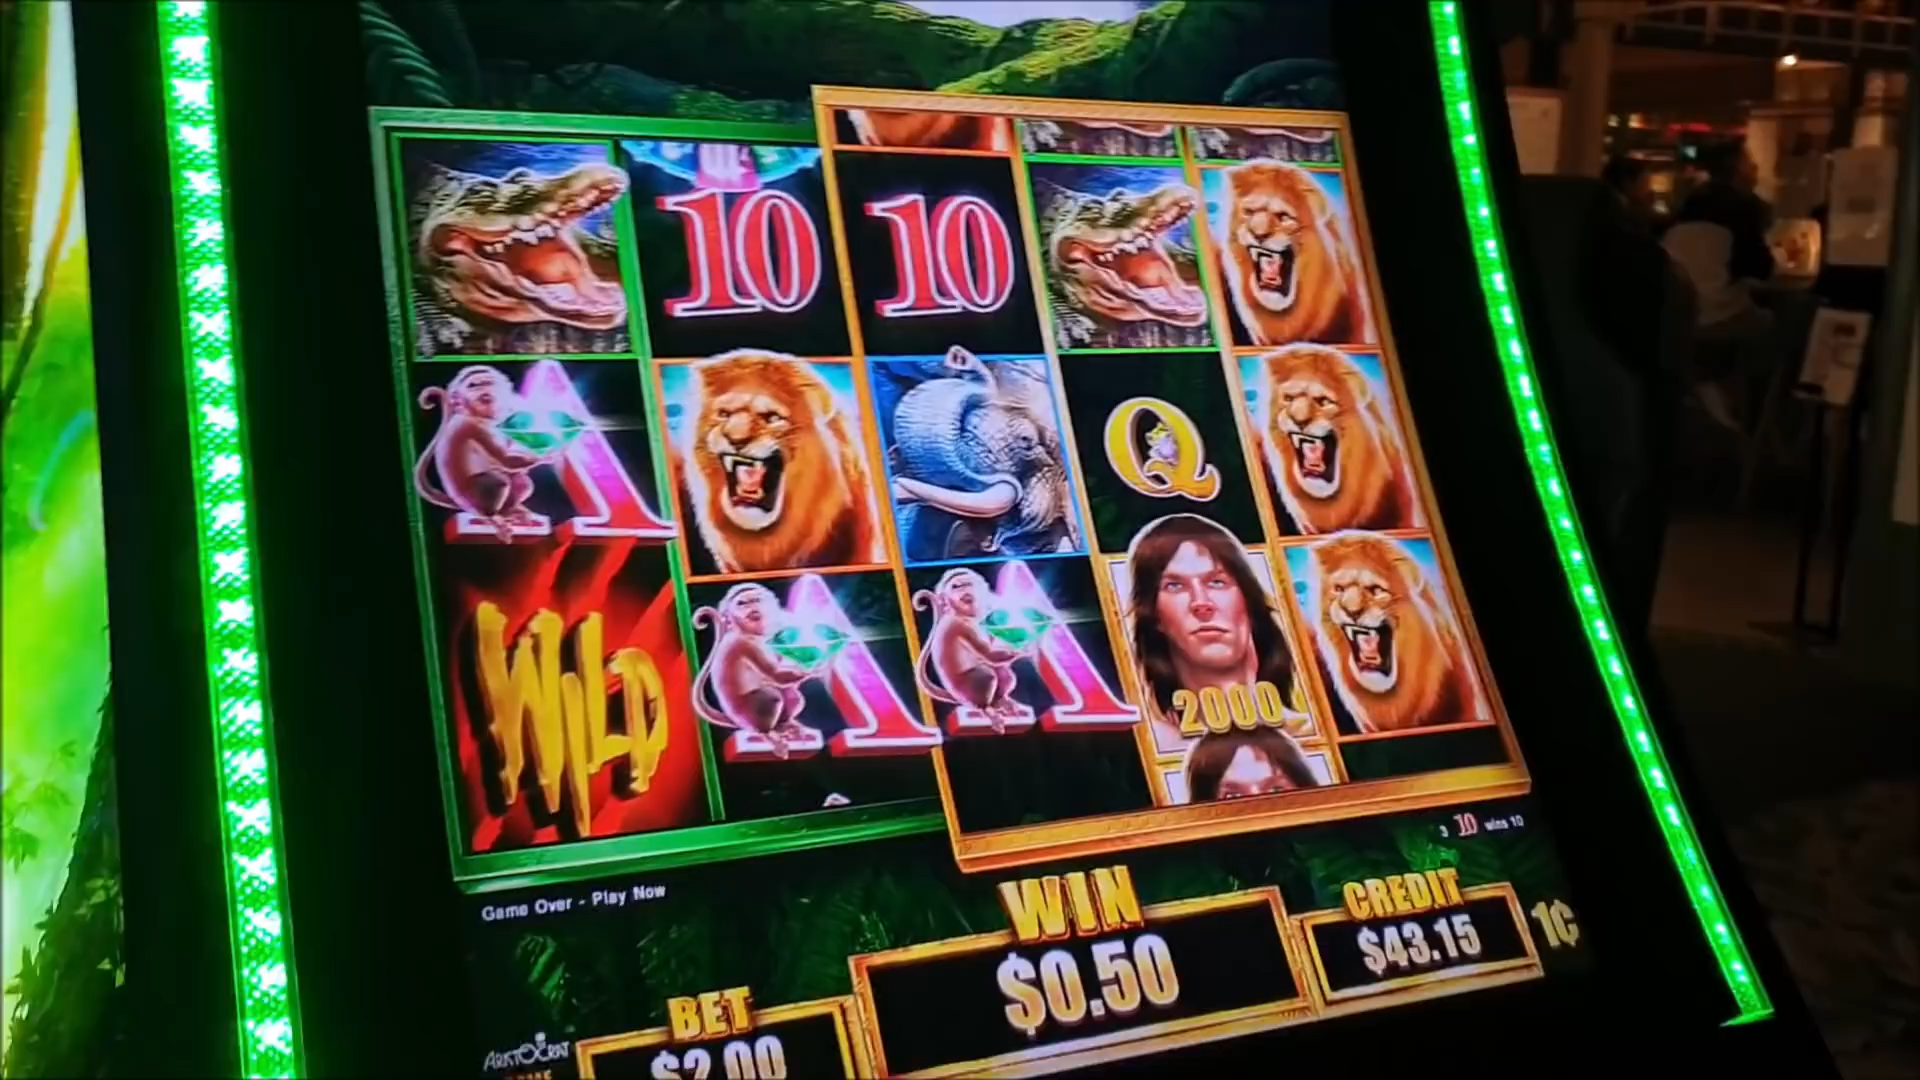 10 10
A Q
WILD A A 2000
3 10 wins 10
Game Over - Play Now
WIN
$0.50
CREDIT
$43.15
1¢
BET
$2.00
ARISTOCRAT